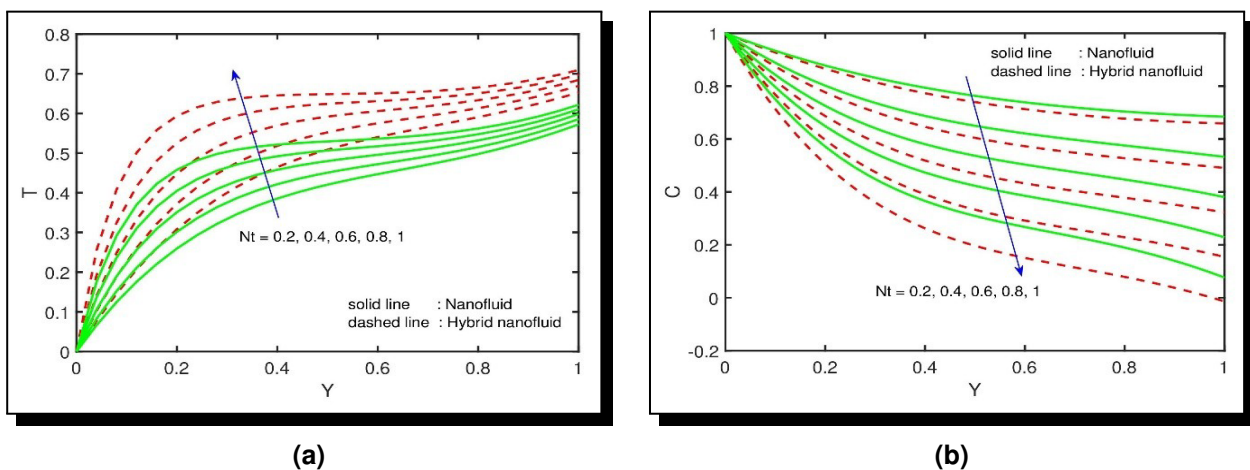 0.8
0.7
0.6
0.5
0.4
0.3
0.2
0.1
0
T
Nt = 0.2, 0.4, 0.6, 0.8, 1
solid line : Nanofluid
dashed line : Hybrid nanofluid
0 0.2 0.4 0.6 0.8 1
Y
(a)
1
0.8
0.6
0.4
0.2
0
-0.2
C
solid line : Nanofluid
dashed line : Hybrid nanofluid
Nt = 0.2, 0.4, 0.6, 0.8, 1
0 0.2 0.4 0.6 0.8 1
Y
(b)